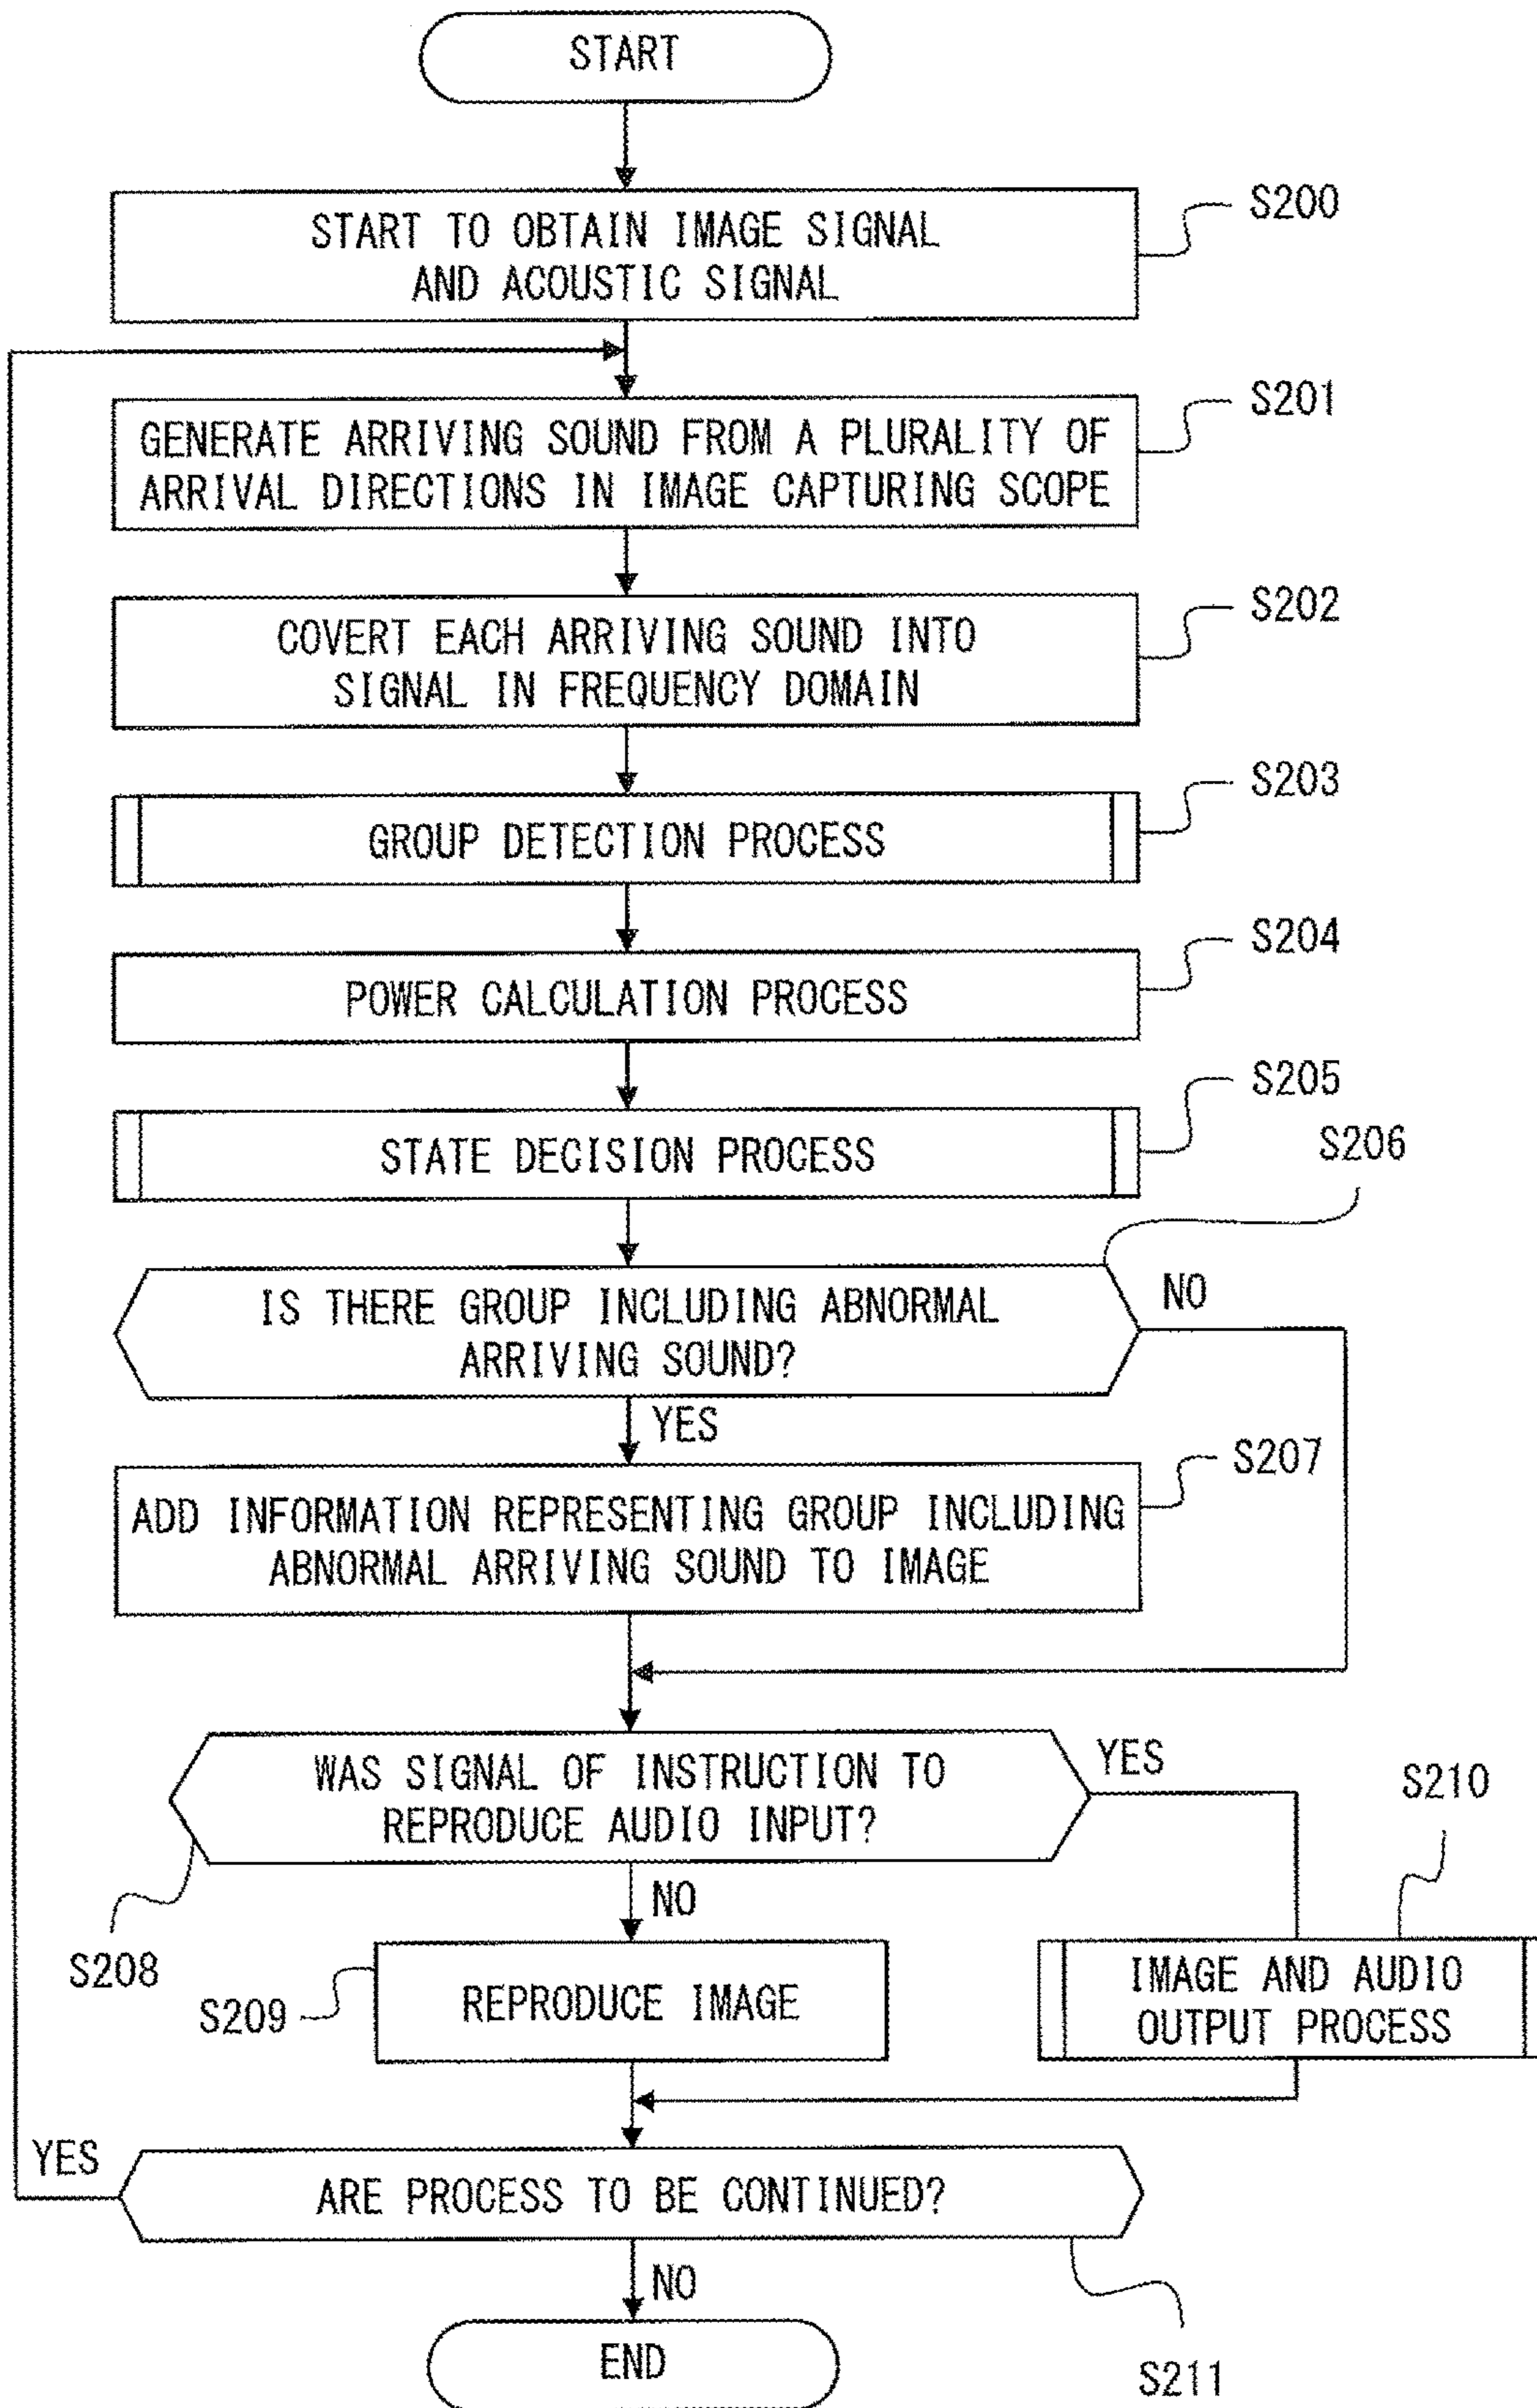 START
START TO OBTAIN IMAGE SIGNAL
AND ACOUSTIC SIGNAL
S200
GENERATE ARRIVING SOUND FROM A PLURALITY OF
ARRIVAL DIRECTIONS IN IMAGE CAPTURING SCOPE
S201
COVERT EACH ARRIVING SOUND INTO
SIGNAL IN FREQUENCY DOMAIN
S202
GROUP DETECTION PROCESS
S203
POWER CALCULATION PROCESS
S204
STATE DECISION PROCESS
S205
S206
IS THERE GROUP INCLUDING ABNORMAL
ARRIVING SOUND?
NO
YES
ADD INFORMATION REPRESENTING GROUP INCLUDING
ABNORMAL ARRIVING SOUND TO IMAGE
S207
WAS SIGNAL OF INSTRUCTION TO
REPRODUCE AUDIO INPUT?
YES
S210
NO
S208
S209
REPRODUCE IMAGE
IMAGE AND AUDIO
OUTPUT PROCESS
YES
ARE PROCESS TO BE CONTINUED?
NO
END
S211